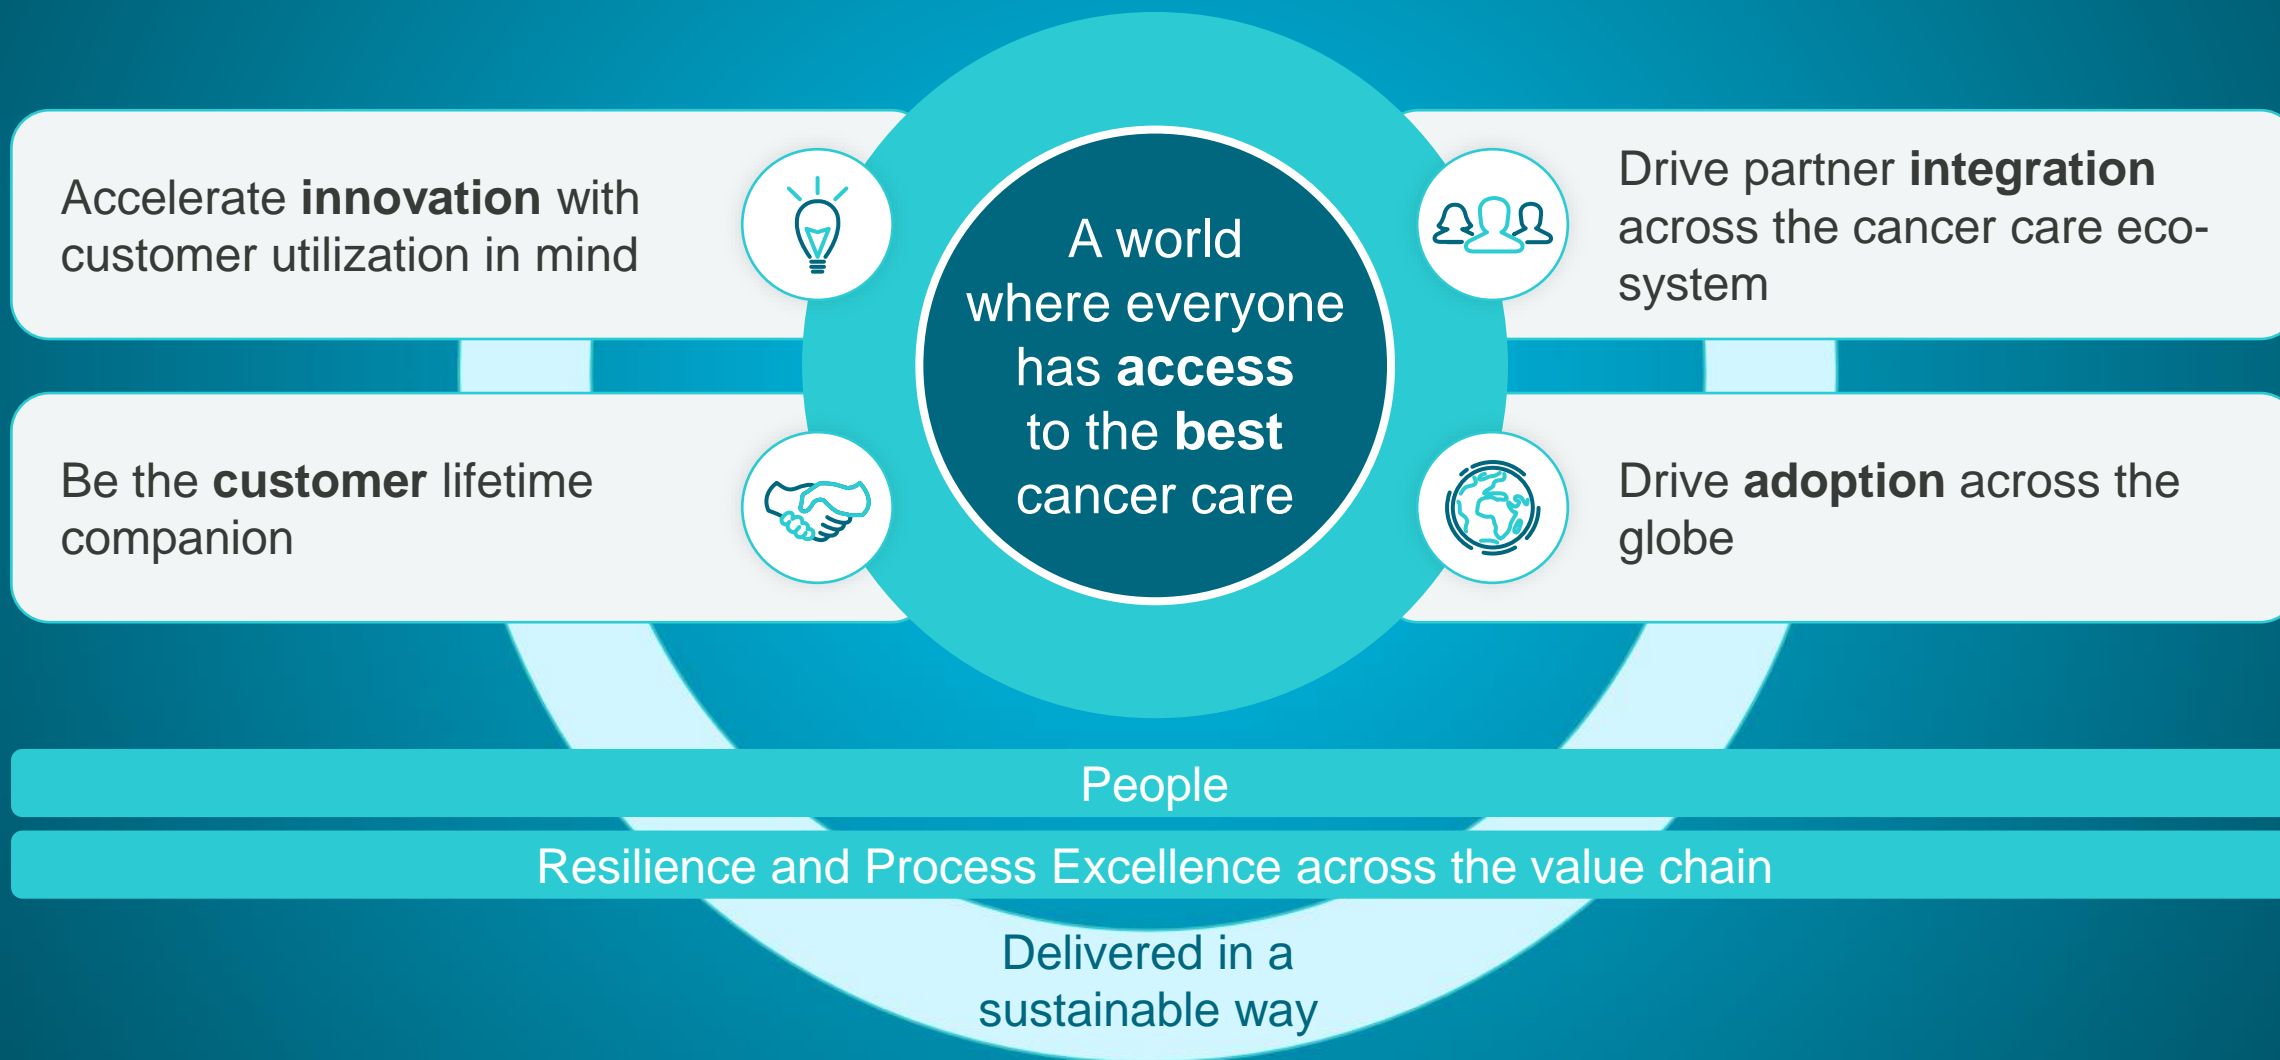 Accelerate innovation with
customer utilization in mind
Be the customer lifetime
companion
A world
where everyone
has access
to the best
cancer care
Drive partner integration
across the cancer care eco-
system
Drive adoption across the
globe
People
Resilience and Process Excellence across the value chain
Delivered in a
sustainable way